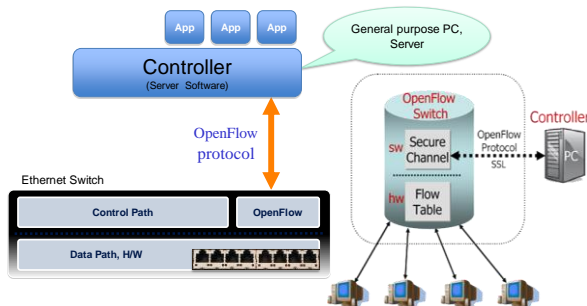 App
App
App
General purpose PC,
Server
Controller
(Server Software)
OpenFlow
protocol
Ethernet Switch
Control Path
OpenFlow
Data Path, H/W
OpenFlow
Switch
sw
Secure
Channel
hw
Flow
Table
OpenFlow
Protocol
SSL
Controller
PC